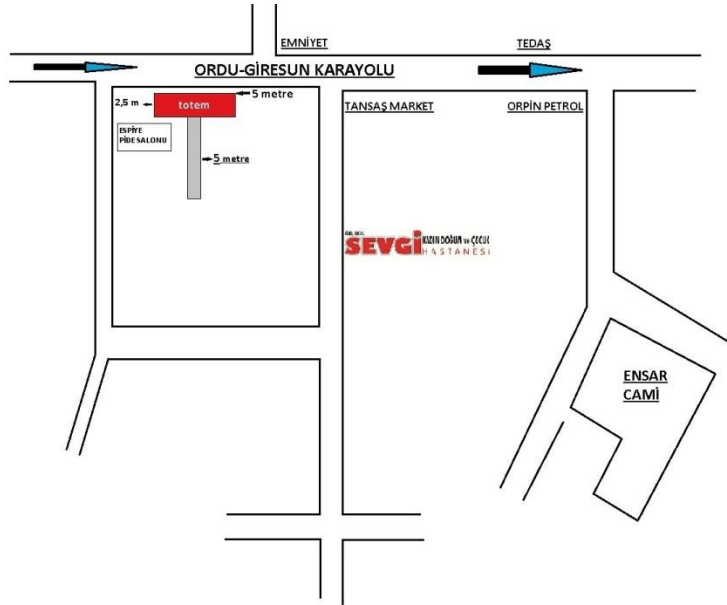 EMNİYET
TEDAŞ
ORDU-GİRESUN KARAYOLU
5 metre
2,5 m
totem
TANSAŞ MARKET
ORPİN PETROL
ESPİYE
PİDE SALONU
5 metre
SEVGİ KADIN DOĞUM ve ÇOCUK
HASTANESİ
ENSAR
CAMİ